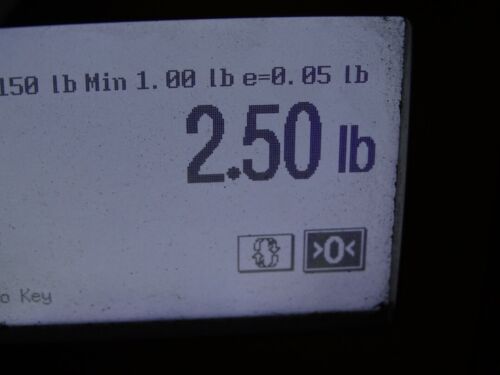 150 lb Min 1.00 lb e=0.05 lb
2.50 lb
>0<
o Key